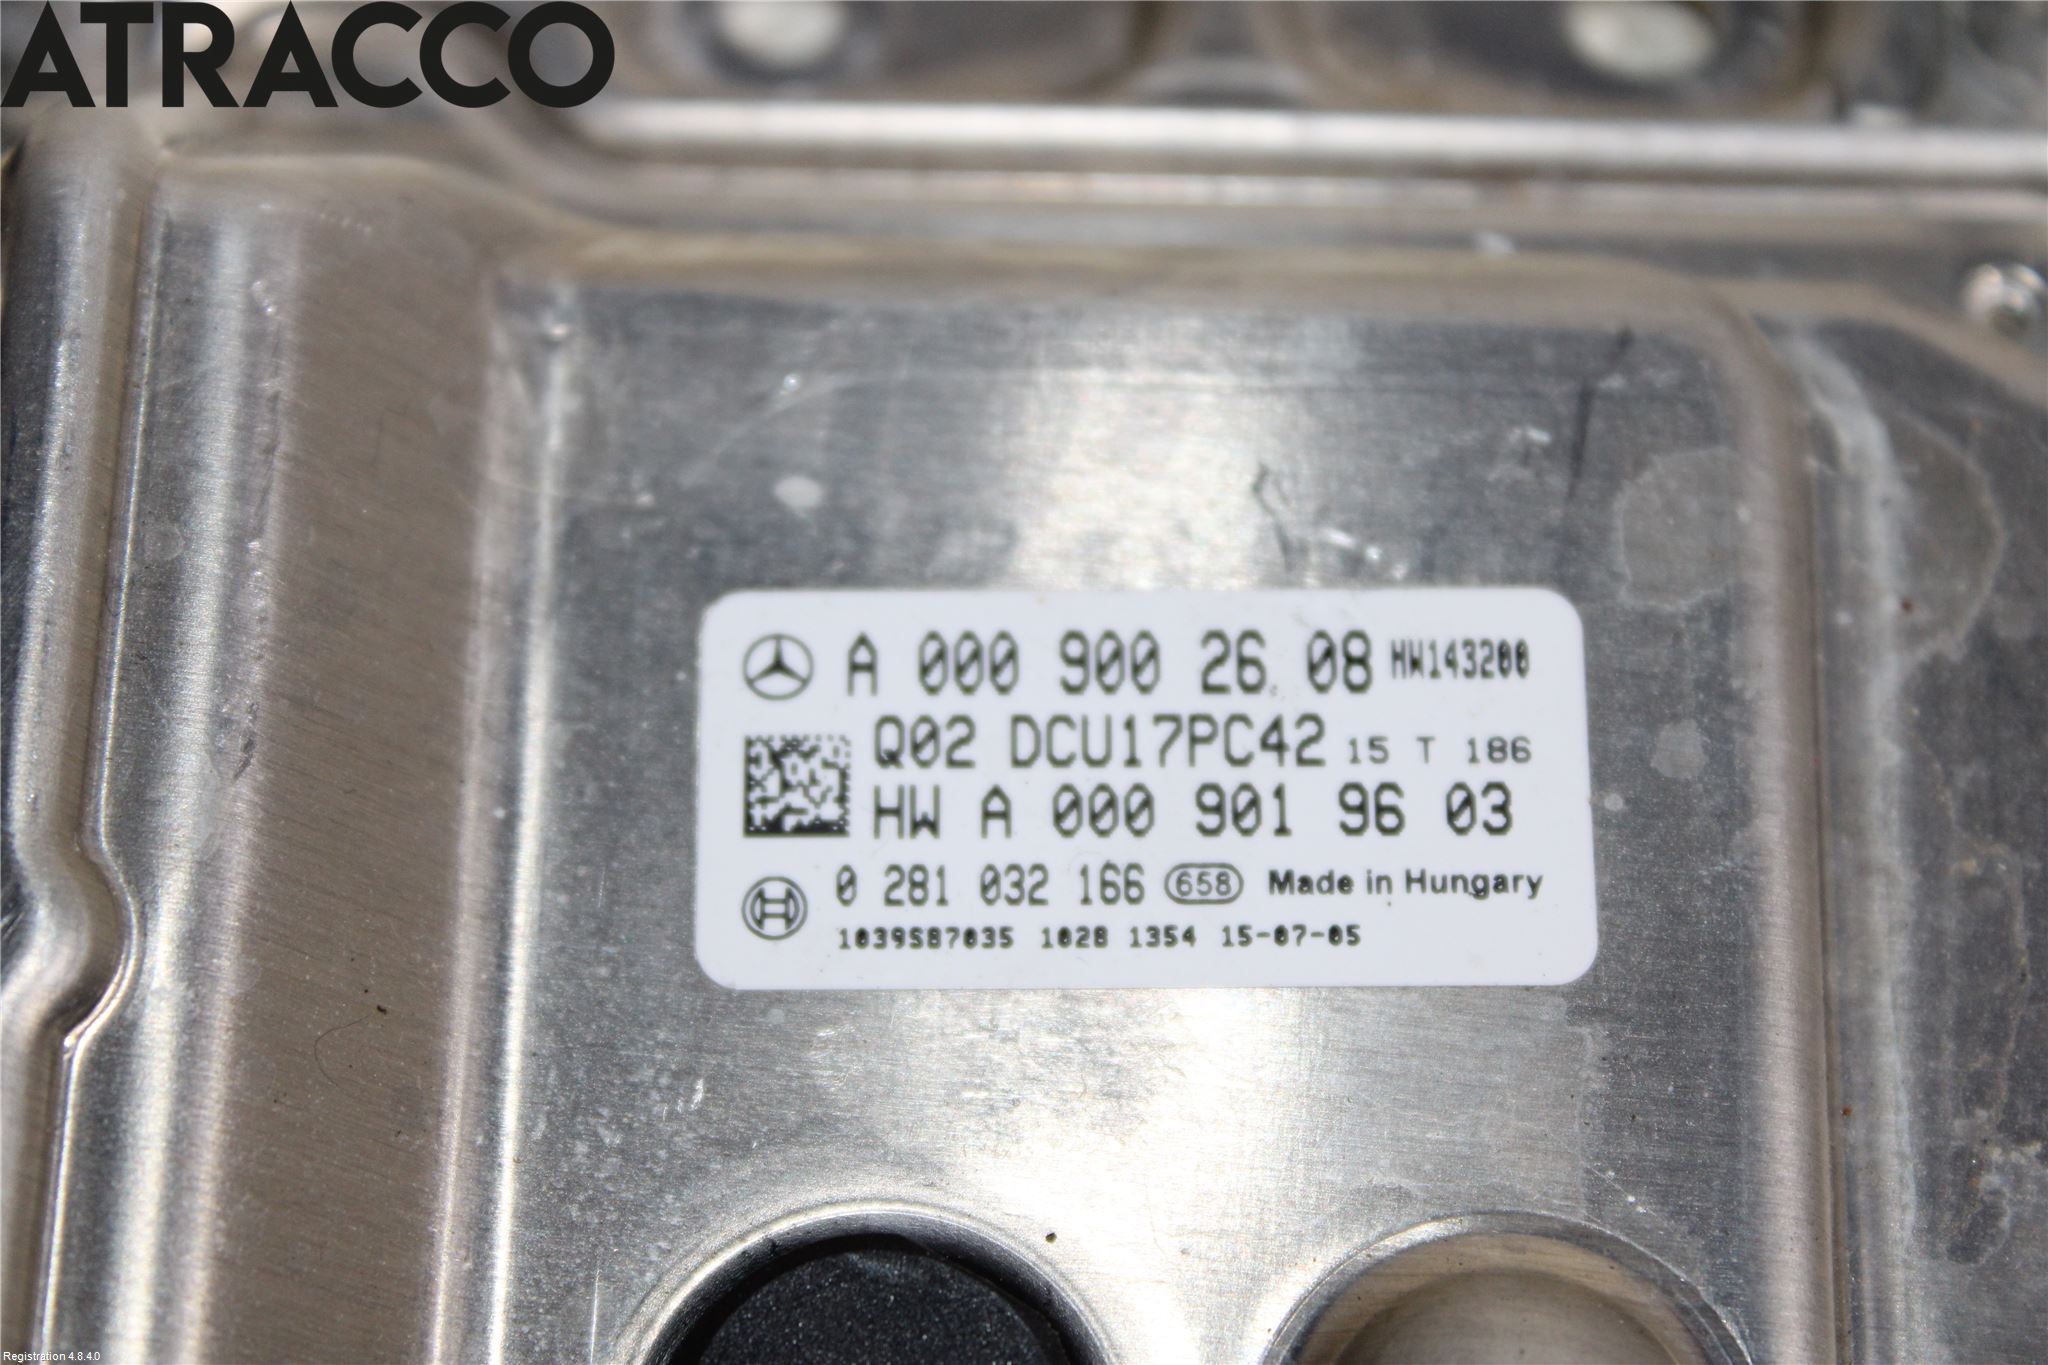 ATRACCO
A 000 900 26 08 HW143200
Q02 DCU17PC42 15 T 186
HW A 000 901 96 03
0 281 032 166 658 Made in Hungary
1039S87035 1028 1354 15-07-05
Registration 4.8.4.0